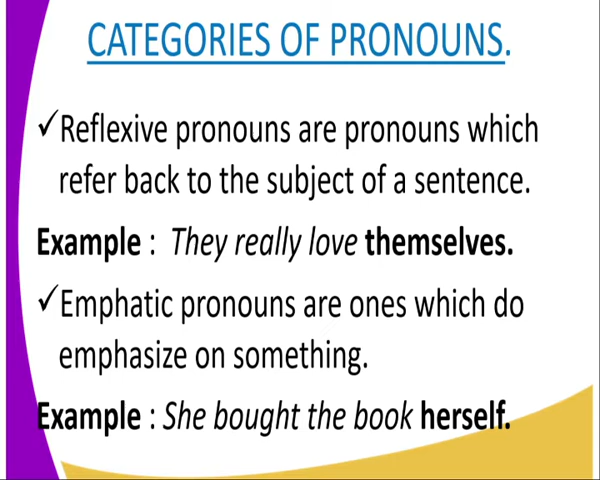 CATEGORIES OF PRONOUNS.
✓Reflexive pronouns are pronouns which
refer back to the subject of a sentence.
Example : They really love themselves.
✓Emphatic pronouns are ones which do
emphasize on something.
Example : She bought the book herself.